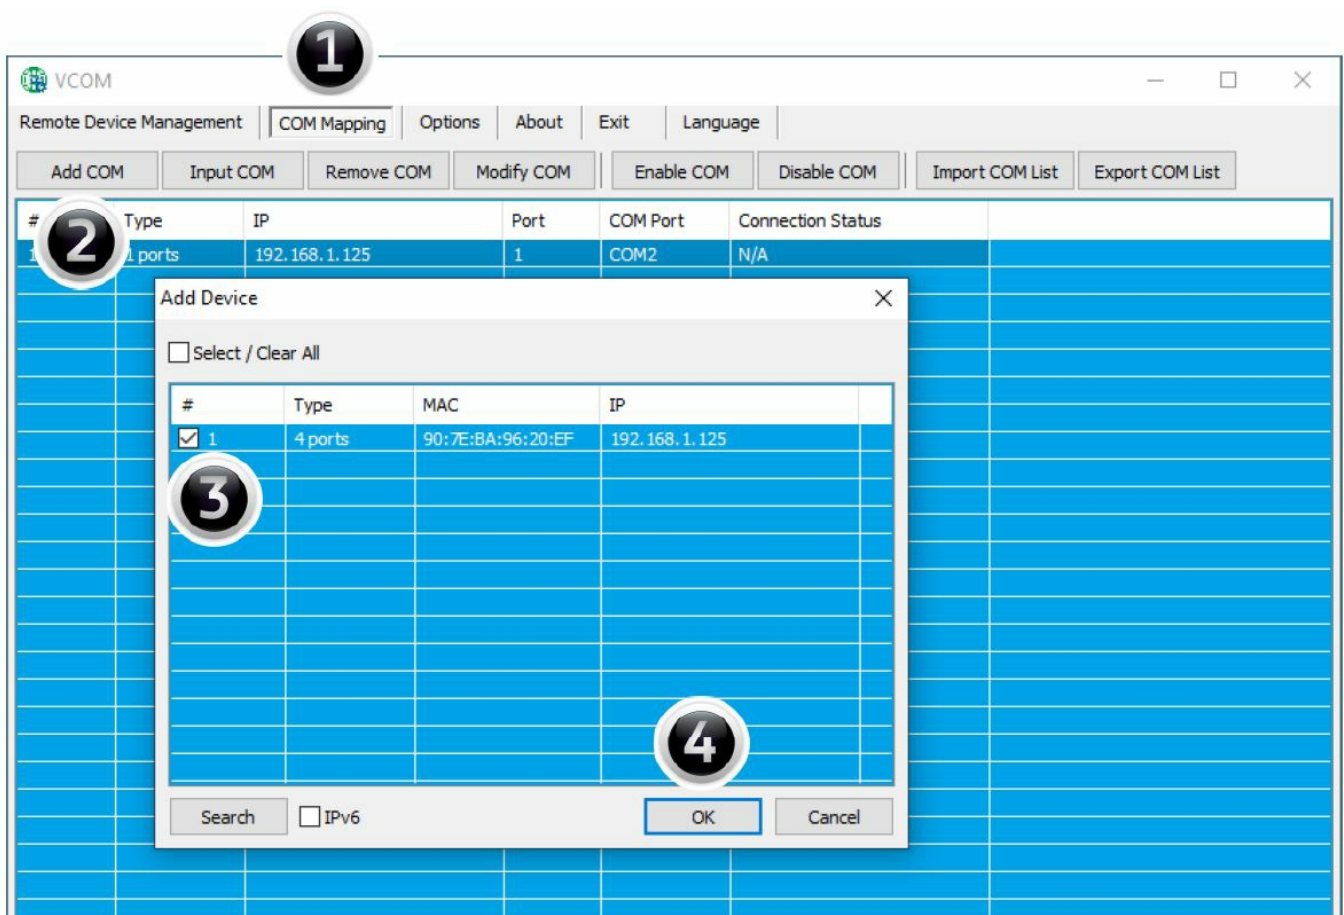 1
VCOM
Remote Device Management COM Mapping Options About Exit Language
Add COM Input COM Remove COM Modify COM Enable COM Disable COM Import COM List Export COM List
# Type IP Port COM Port Connection Status
2
1 ports 192.168.1.125 1 COM2 N/A
Add Device
Select / Clear All
# Type MAC IP
1 4 ports 90:7E:BA:96:20:EF 192.168.1.125
3
4
Search IPv6 OK Cancel